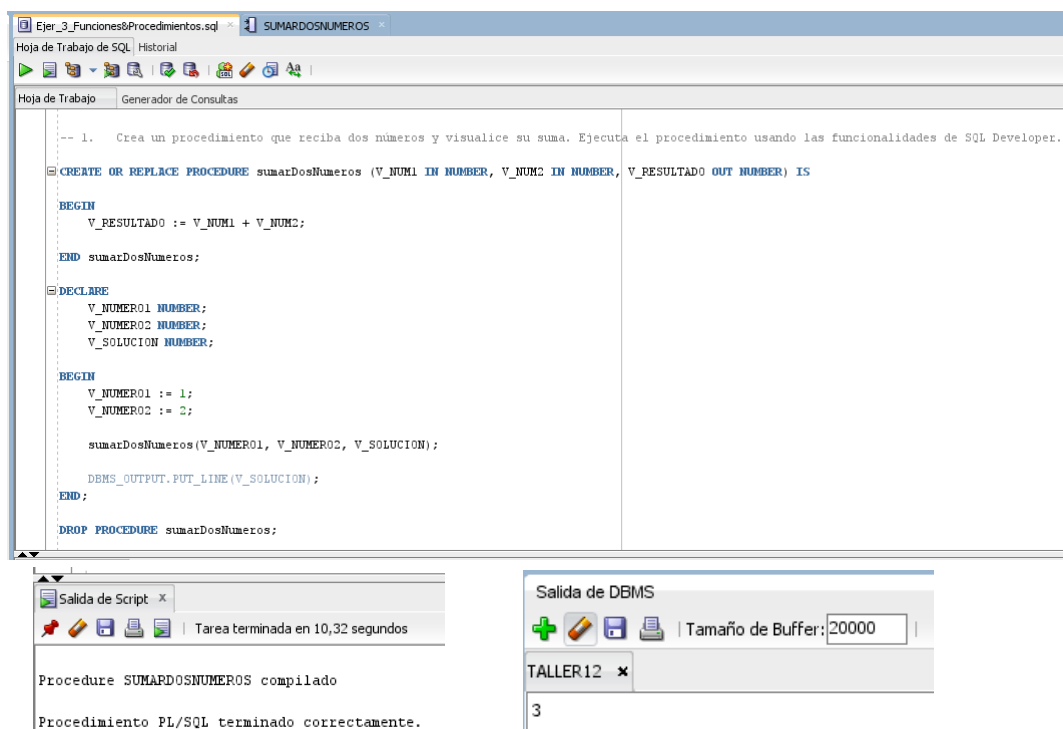 Ejer_3_Funciones&Procedimientos.sql × SUMARDOSNUMEROS ×
Hoja de Trabajo de SQL Historial
Hoja de Trabajo Generador de Consultas
-- 1. Crea un procedimiento que reciba dos números y visualice su suma. Ejecuta el procedimiento usando las funcionalidades de SQL Developer.
CREATE OR REPLACE PROCEDURE sumarDosNumeros (V_NUM1 IN NUMBER, V_NUM2 IN NUMBER, V_RESULTADO OUT NUMBER) IS
BEGIN
V_RESULTADO := V_NUM1 + V_NUM2;
END sumarDosNumeros;
DECLARE
V_NUMERO1 NUMBER;
V_NUMERO2 NUMBER;
V_SOLUCION NUMBER;
BEGIN
V_NUMERO1 := 1;
V_NUMERO2 := 2;
sumarDosNumeros(V_NUMERO1, V_NUMERO2, V_SOLUCION);
DBMS_OUTPUT.PUT_LINE(V_SOLUCION);
END;
DROP PROCEDURE sumarDosNumeros;
Salida de Script ×
Tarea terminada en 10,32 segundos
Procedure SUMARDOSNUMEROS compilado
Procedimiento PL/SQL terminado correctamente.
Salida de DBMS
Tamaño de Buffer: 20000
TALLER12 ×
3